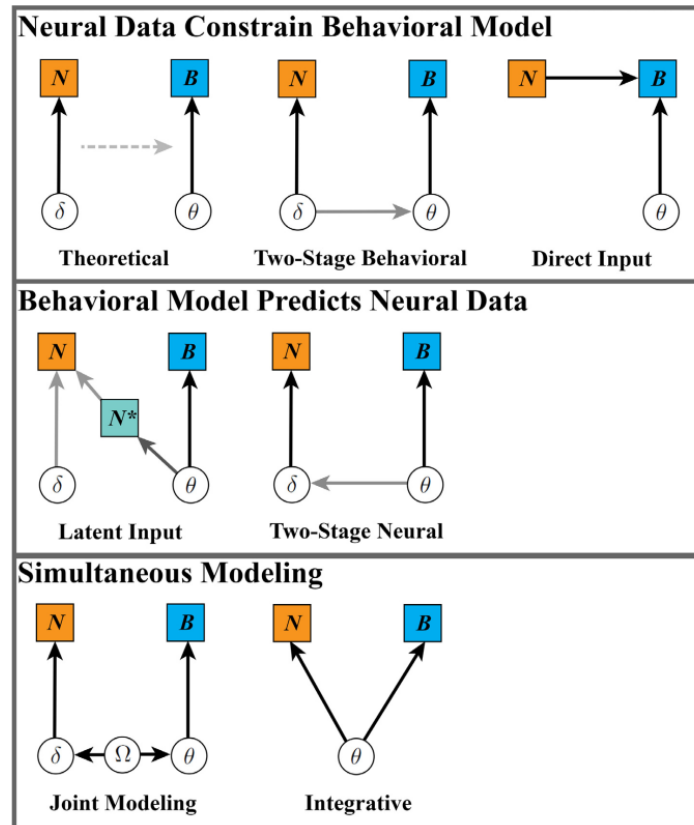 Neural Data Constrain Behavioral Model
N B N B N B
δ θ δ θ θ
Theoretical Two-Stage Behavioral Direct Input
Behavioral Model Predicts Neural Data
N B N B
N*
δ θ δ θ
Latent Input Two-Stage Neural
Simultaneous Modeling
N B N B
δ Ω θ θ
Joint Modeling Integrative